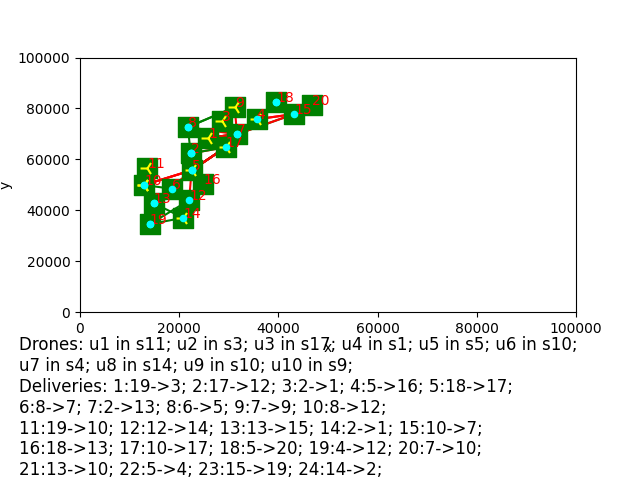 100000
80000
60000
40000
20000
0
y
0 20000 40000 60000 80000 100000
x
11
16
12
14
18
20
Drones: u1 in s11; u2 in s3; u3 in s17; u4 in s1; u5 in s5; u6 in s10;
u7 in s4; u8 in s14; u9 in s10; u10 in s9;
Deliveries: 1:19->3; 2:17->12; 3:2->1; 4:5->16; 5:18->17;
6:8->7; 7:2->13; 8:6->5; 9:7->9; 10:8->12;
11:19->10; 12:12->14; 13:13->15; 14:2->1; 15:10->7;
16:18->13; 17:10->17; 18:5->20; 19:4->12; 20:7->10;
21:13->10; 22:5->4; 23:15->19; 24:14->2;